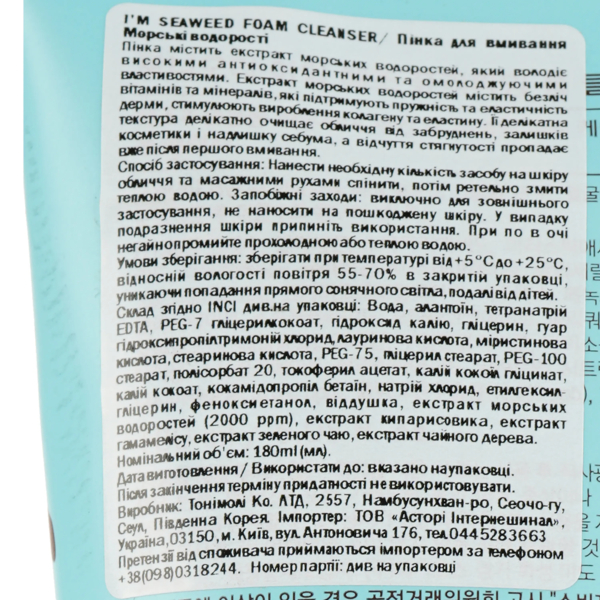 I'M SEAWEED FOAM CLEANSER/ Пінка для вмивання
Морські водорості
Пінка містить екстракт морських водоростей, який володіє
високими антиоксидантними та омолоджуючими
властивостями. Екстракт морських водоростей містить безліч
вітамінів та мінералів, які підтримують пружність та еластичність
дерми, стимулюють вироблення колагену та еластину. Її делікатна
текстура делікатно очищає обличчя від забруднень, залишків
косметики і надлишку себума, а відчуття стягнутості пропадає
вже після першого вмивання.
Спосіб застосування: Нанести необхідну кількість засобу на шкіру
обличчя та масажними рухами спінити, потім ретельно змити
теплою водою. Запобіжні заходи: виключно для зовнішнього
застосування, не наносити на пошкоджену шкіру. У випадку
подразнення шкіри припиніть використання. При по в очі
негайно промийте прохолодною або теплою водою.
Умови зберігання: зберігати при температурі від +5°C до +25°C,
відносній вологості повітря 55-70% в закритій упаковці,
уникаючи попадання прямого сонячного світла, подалі від дітей.
Склад згідно INCI див.на упаковці: Вода, алантоїн, тетранатрій
EDTA, PEG-7 гліцерилкокоат, гідроксид калію, гліцерин, гуар
гідроксипропілтримоній хлорид, лауринова кислота, міристинова
кислота, стеаринова кислота, PEG-75, гліцерил стеарат, PEG-100
стеарат, полісорбат 20, токоферил ацетат, калій кокоїл гліцинат,
калій кокоат, кокамідопропіл бетаїн, натрій хлорид, етилгексил-
гліцерин, феноксиетанол, віддушка, екстракт морських
водоростей (2000 ppm), екстракт кипарисовика, екстракт
гамамелісу, екстракт зеленого чаю, екстракт чайного дерева.
Номінальний об'єм: 180ml(мл).
Дата виготовлення / Використати до: вказано на упаковці.
Після закінчення терміну придатності не використовувати.
Виробник: Тонімолі Ко. ЛТД, 2557, Намбусунхван-ро, Сеочо-гу,
Сеул, Південна Корея. Імпортер: ТОВ «Асторі Інтернешинал»,
Україна, 03150, м. Київ, вул. Антоновича 176, тел.0445283663
Претензії від споживача приймаються імпортером за телефоном
+38(098)0318244. Номер партії: див на упаковці